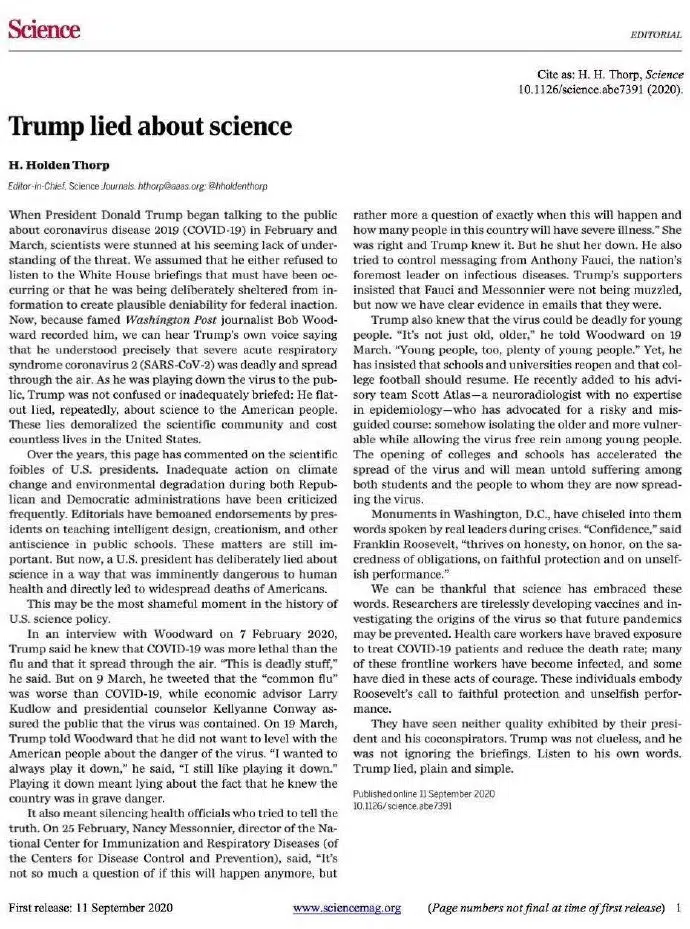 Science
EDITORIAL
Cite as: H. H. Thorp, Science
10.1126/science.abe7391 (2020).
Trump lied about science
H. Holden Thorp
Editor-in-Chief, Science Journals. hthorp@aaas.org; @hholdenthorp
When President Donald Trump began talking to the public
about coronavirus disease 2019 (COVID-19) in February and
March, scientists were stunned at his seeming lack of under-
standing of the threat. We assumed that he either refused to
listen to the White House briefings that must have been oc-
curring or that he was being deliberately sheltered from in-
formation to create plausible deniability for federal inaction.
Now, because famed Washington Post journalist Bob Wood-
ward recorded him, we can hear Trump's own voice saying
that he understood precisely that severe acute respiratory
syndrome coronavirus 2 (SARS-CoV-2) was deadly and spread
through the air. As he was playing down the virus to the pub-
lic, Trump was not confused or inadequately briefed: He flat-
out lied, repeatedly, about science to the American people.
These lies demoralized the scientific community and cost
countless lives in the United States.
Over the years, this page has commented on the scientific
foibles of U.S. presidents. Inadequate action on climate
change and environmental degradation during both Repub-
lican and Democratic administrations have been criticized
frequently. Editorials have bemoaned endorsements by pres-
idents on teaching intelligent design, creationism, and other
antiscience in public schools. These matters are still im-
portant. But now, a U.S. president has deliberately lied about
science in a way that was imminently dangerous to human
health and directly led to widespread deaths of Americans.
This may be the most shameful moment in the history of
U.S. science policy.
In an interview with Woodward on 7 February 2020,
Trump said he knew that COVID-19 was more lethal than the
flu and that it spread through the air. "This is deadly stuff,"
he said. But on 9 March, he tweeted that the "common flu"
was worse than COVID-19, while economic advisor Larry
Kudlow and presidential counselor Kellyanne Conway as-
sured the public that the virus was contained. On 19 March,
Trump told Woodward that he did not want to level with the
American people about the danger of the virus. "I wanted to
always play it down," he said, "I still like playing it down."
Playing it down meant lying about the fact that he knew the
country was in grave danger.
It also meant silencing health officials who tried to tell the
truth. On 25 February, Nancy Messonnier, director of the Na-
tional Center for Immunization and Respiratory Diseases (of
the Centers for Disease Control and Prevention), said, "It's
not so much a question of if this will happen anymore, but
rather more a question of exactly when this will happen and
how many people in this country will have severe illness." She
was right and Trump knew it. But he shut her down. He also
tried to control messaging from Anthony Fauci, the nation's
foremost leader on infectious diseases. Trump's supporters
insisted that Fauci and Messonnier were not being muzzled,
but now we have clear evidence in emails that they were.
Trump also knew that the virus could be deadly for young
people. "It's not just old, older," he told Woodward on 19
March. "Young people, too, plenty of young people." Yet, he
has insisted that schools and universities reopen and that col-
lege football should resume. He recently added to his advi-
sory team Scott Atlas—a neuroradiologist with no expertise
in epidemiology—who has advocated for a risky and mis-
guided course: somehow isolating the older and more vulner-
able while allowing the virus free rein among young people.
The opening of colleges and schools has accelerated the
spread of the virus and will mean untold suffering among
both students and the people to whom they are now spread-
ing the virus.
Monuments in Washington, D.C., have chiseled into them
words spoken by real leaders during crises. "Confidence," said
Franklin Roosevelt, "thrives on honesty, on honor, on the sa-
credness of obligations, on faithful protection and on unself-
ish performance."
We can be thankful that science has embraced these
words. Researchers are tirelessly developing vaccines and in-
vestigating the origins of the virus so that future pandemics
may be prevented. Health care workers have braved exposure
to treat COVID-19 patients and reduce the death rate; many
of these frontline workers have become infected, and some
have died in these acts of courage. These individuals embody
Roosevelt's call to faithful protection and unselfish perfor-
mance.
They have seen neither quality exhibited by their presi-
dent and his coconspirators. Trump was not clueless, and he
was not ignoring the briefings. Listen to his own words.
Trump lied, plain and simple.
Published online 11 September 2020
10.1126/science.abe7391
First release: 11 September 2020
www.sciencemag.org
(Page numbers not final at time of first release) 1